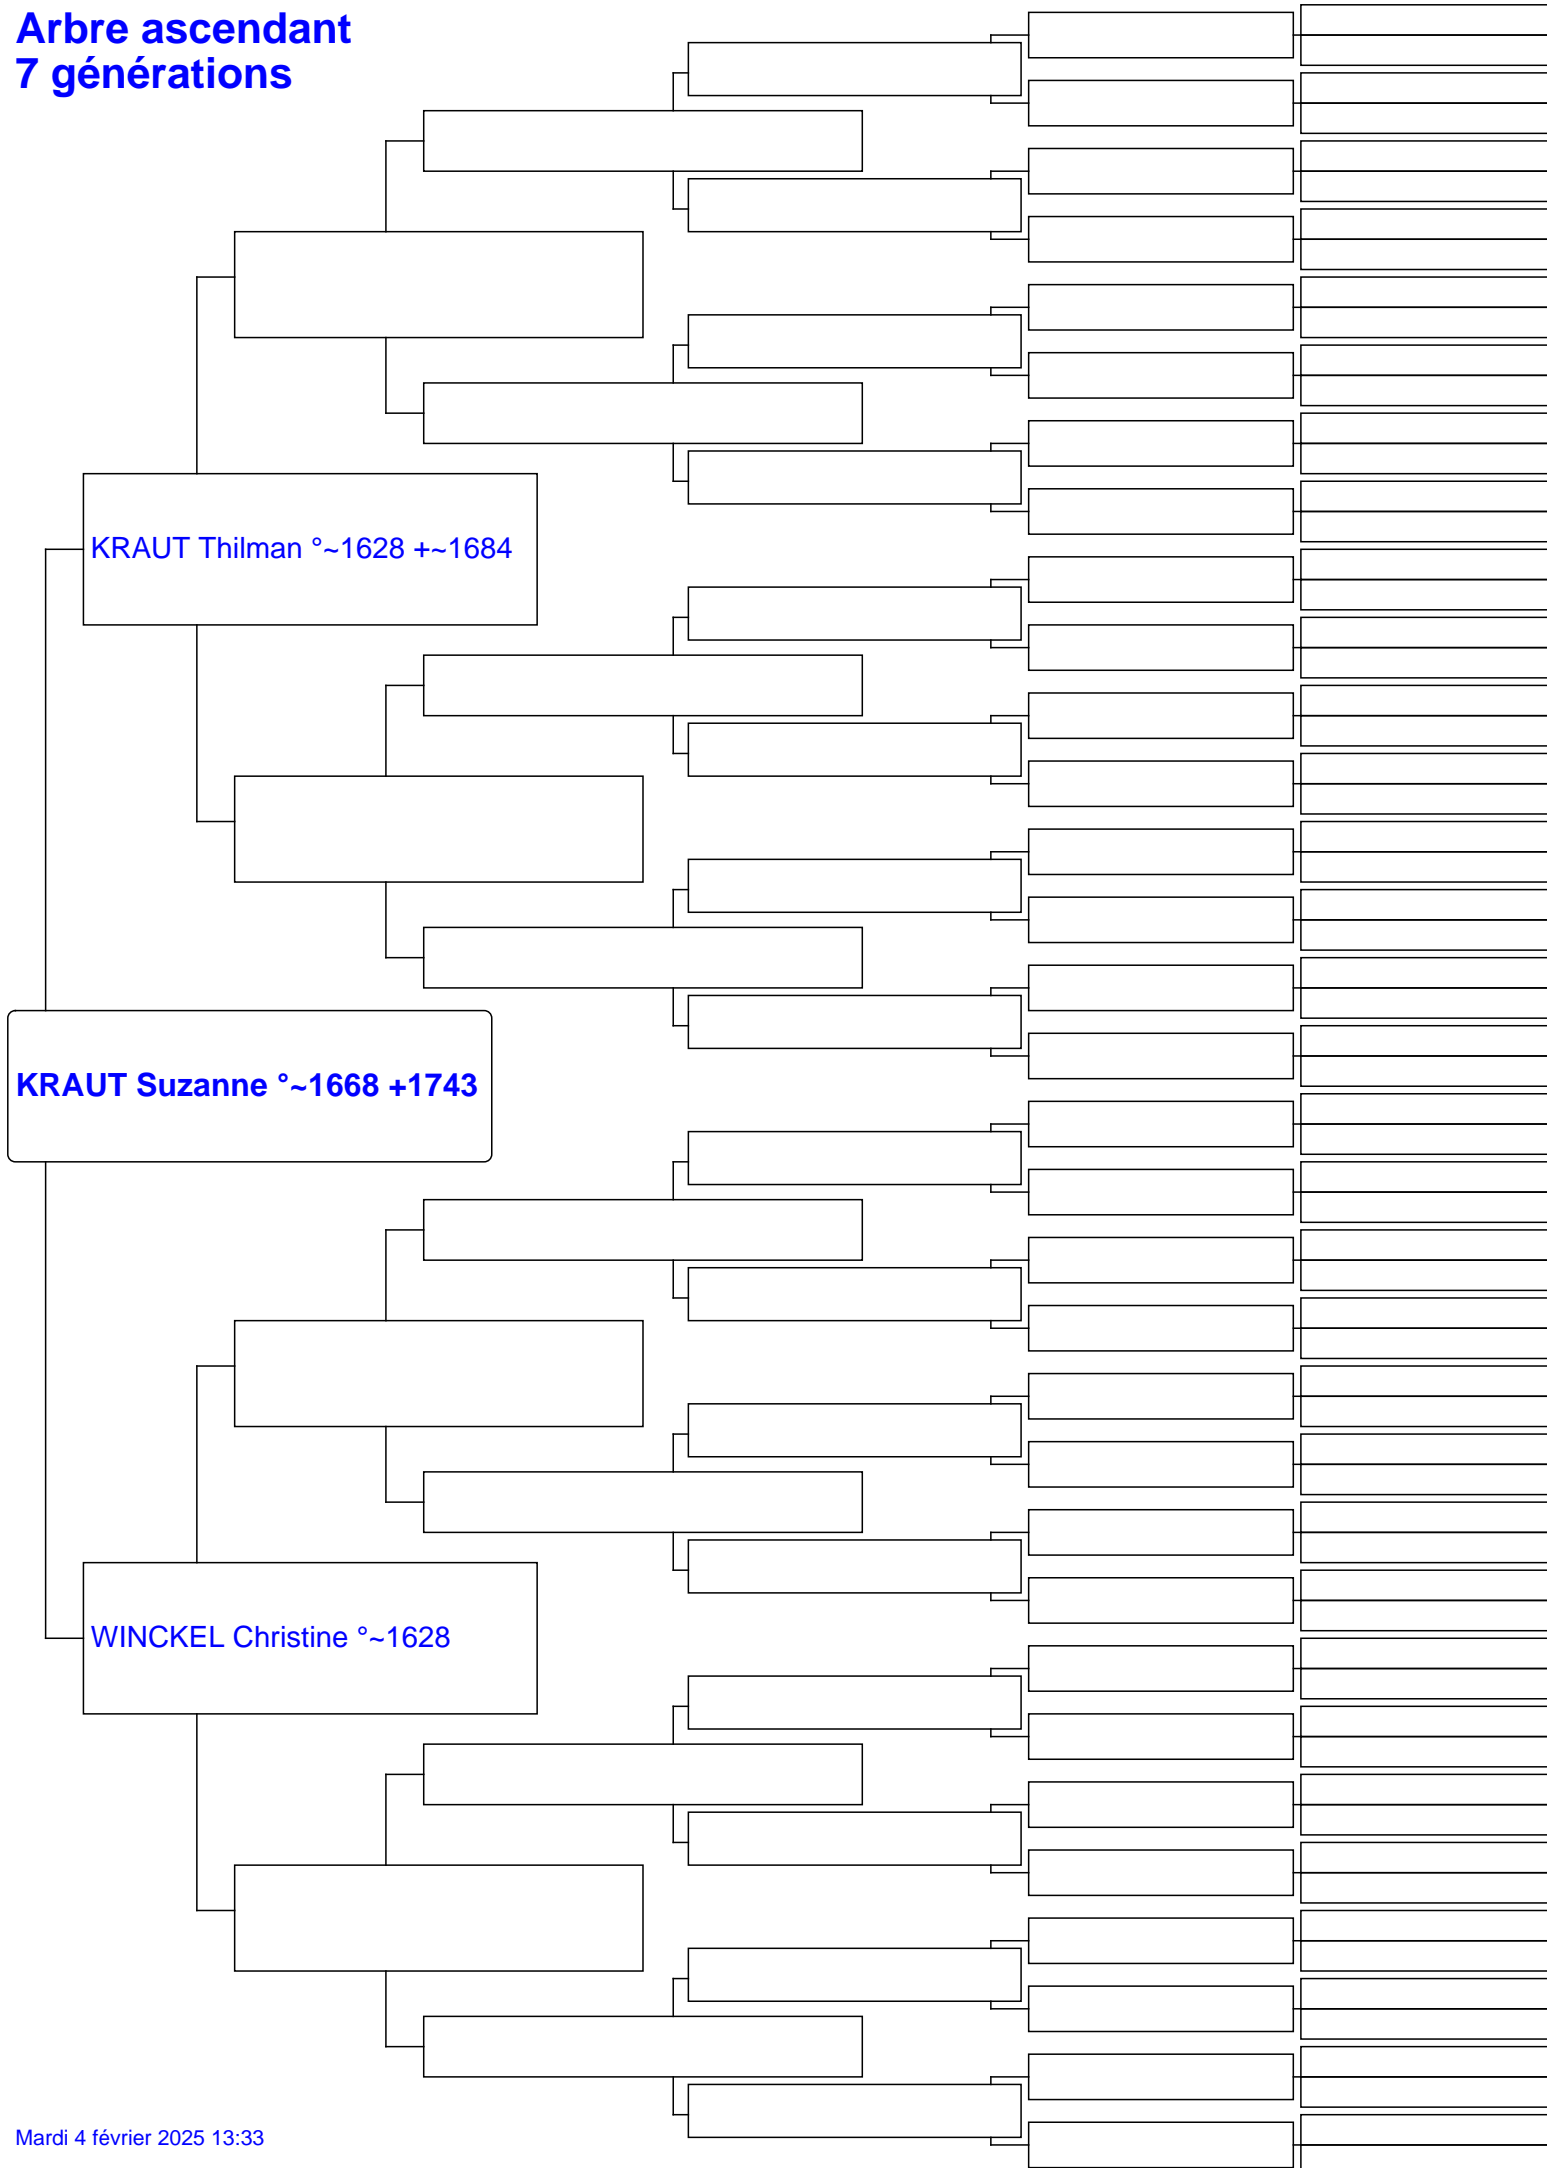 Arbre ascendant
7 générations
KRAUT Thilman °~1628 +~1684
KRAUT Suzanne °~1668 +1743
WINCKEL Christine °~1628
Mardi 4 février 2025 13:33